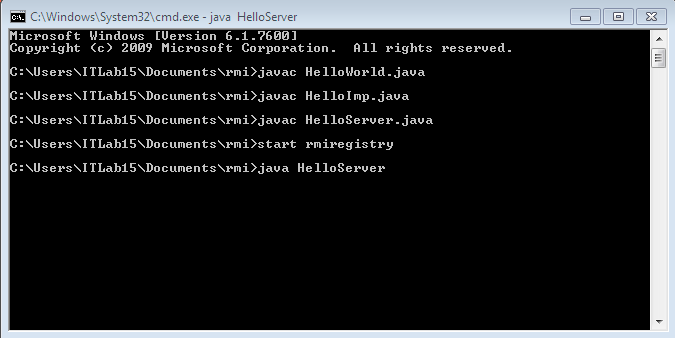 C:\Windows\System32\cmd.exe - java  HelloServer
Microsoft Windows [Version 6.1.7600]
Copyright (c) 2009 Microsoft Corporation.  All rights reserved.
C:\Users\ITLab15\Documents\rmi>javac HelloWorld.java
C:\Users\ITLab15\Documents\rmi>javac HelloImp.java
C:\Users\ITLab15\Documents\rmi>javac HelloServer.java
C:\Users\ITLab15\Documents\rmi>start rmiregistry
C:\Users\ITLab15\Documents\rmi>java HelloServer